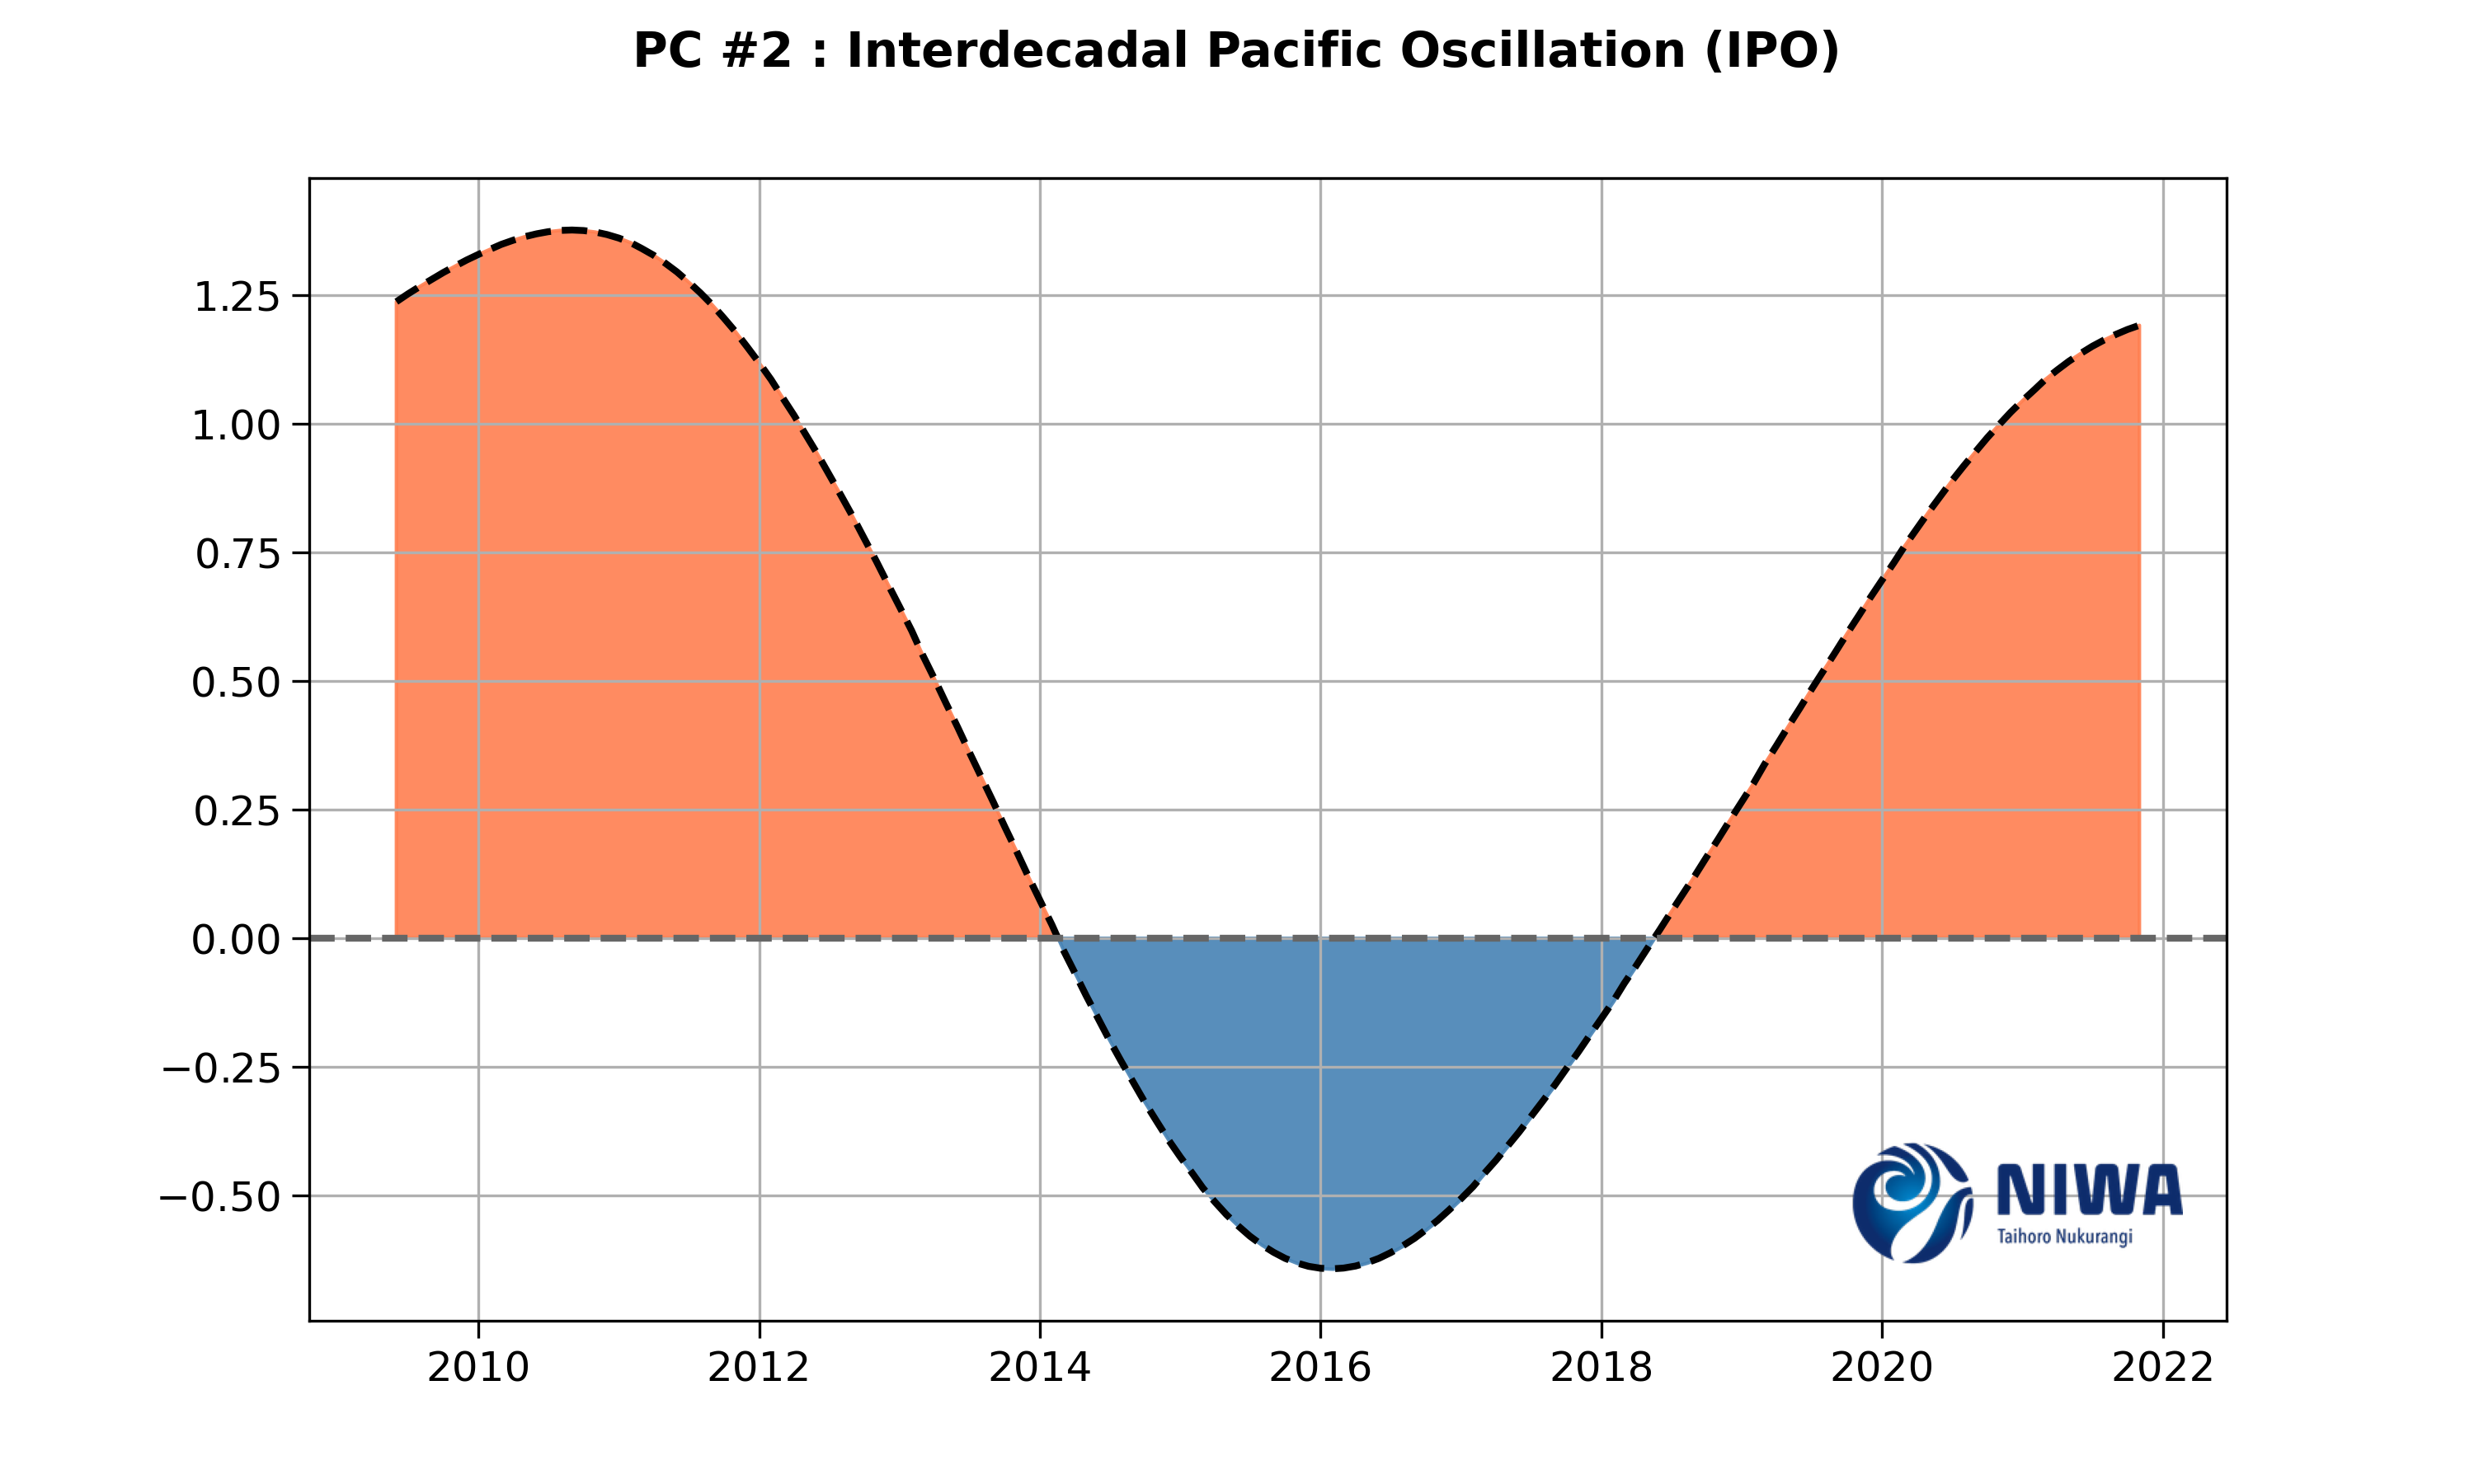 PC #2 : Interdecadal Pacific Oscillation (IPO)
1.25
1.00
0.75
0.50
0.25
0.00
−0.25
−0.50
NIWA
Taihoro Nukurangi
2010 2012 2014 2016 2018 2020 2022